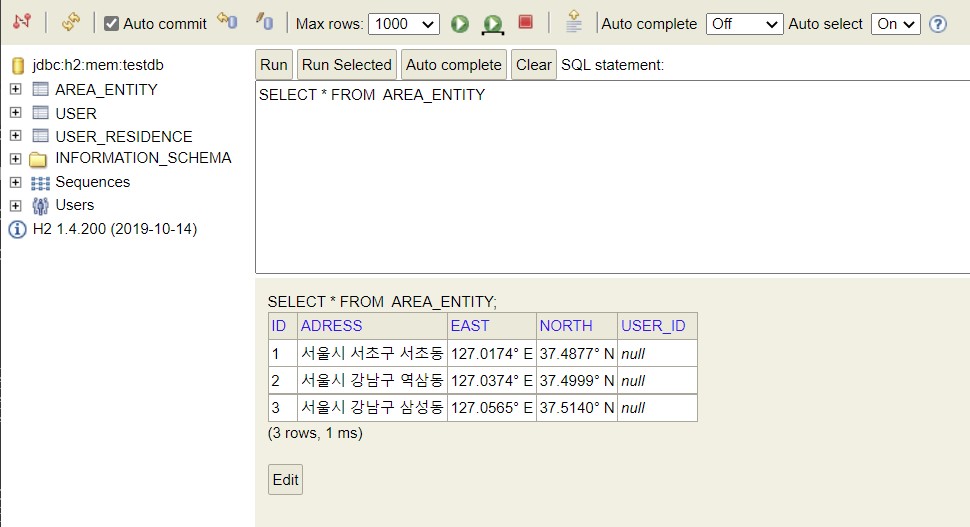 Auto commit Max rows: 1000 Auto complete Off Auto select On
jdbc:h2:mem:testdb
AREA_ENTITY
USER
USER_RESIDENCE
INFORMATION_SCHEMA
Sequences
Users
H2 1.4.200 (2019-10-14)
Run Run Selected Auto complete Clear SQL statement:
SELECT * FROM AREA_ENTITY
SELECT * FROM AREA_ENTITY;
ID ADRESS EAST NORTH USER_ID
1 서울시 서초구 서초동 127.0174° E 37.4877° N null
2 서울시 강남구 역삼동 127.0374° E 37.4999° N null
3 서울시 강남구 삼성동 127.0565° E 37.5140° N null
(3 rows, 1 ms)
Edit